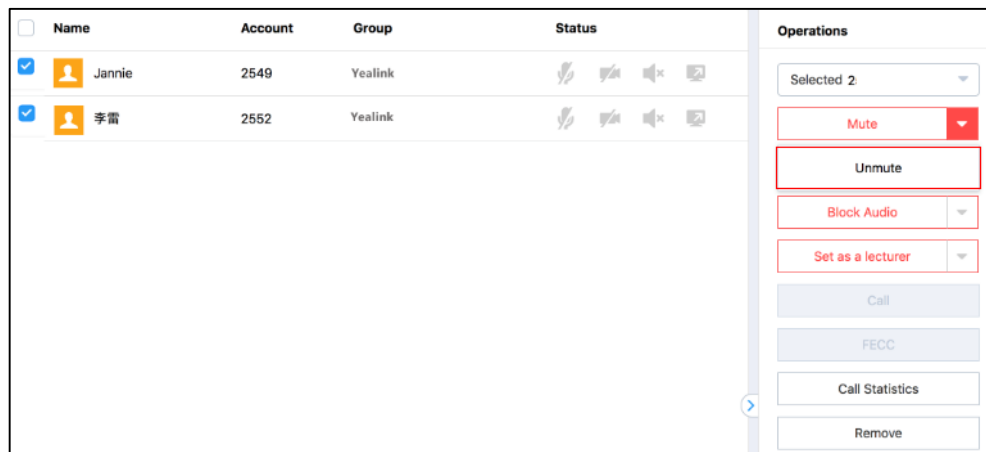 Name Account Group Status
Jannie 2549 Yealink
李雷 2552 Yealink
Operations
Selected 2
Mute
Unmute
Block Audio
Set as a lecturer
Call
FECC
Call Statistics
Remove